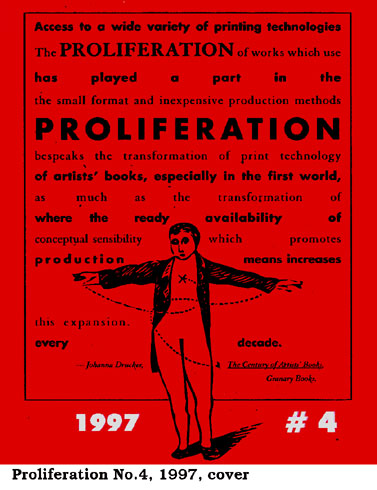 Access to a wide variety of printing technologies
The PROLIFERATION of works which use
has played a part in the
the small format and inexpensive production methods
PROLIFERATION
bespeaks the transformation of print technology
of artists' books, especially in the first world,
as much as the transformation of
where the ready availability of
conceptual sensibility which promotes
production means increases
this expansion.
every decade.
— Johanna Drucker, The Century of Artists' Books,
Granary Books,
1997 # 4
Proliferation No.4, 1997, cover